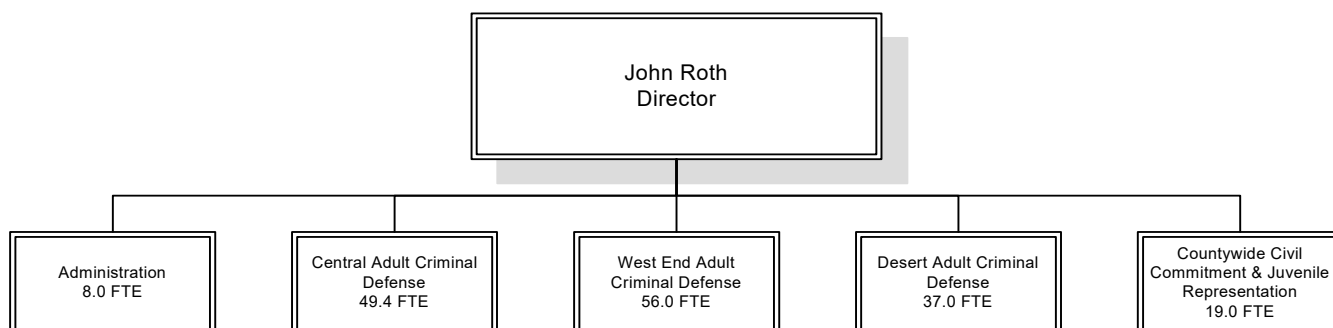 John Roth
Director
Administration
8.0 FTE
Central Adult Criminal
Defense
49.4 FTE
West End Adult
Criminal Defense
56.0 FTE
Desert Adult Criminal
Defense
37.0 FTE
Countywide Civil
Commitment & Juvenile
Representation
19.0 FTE